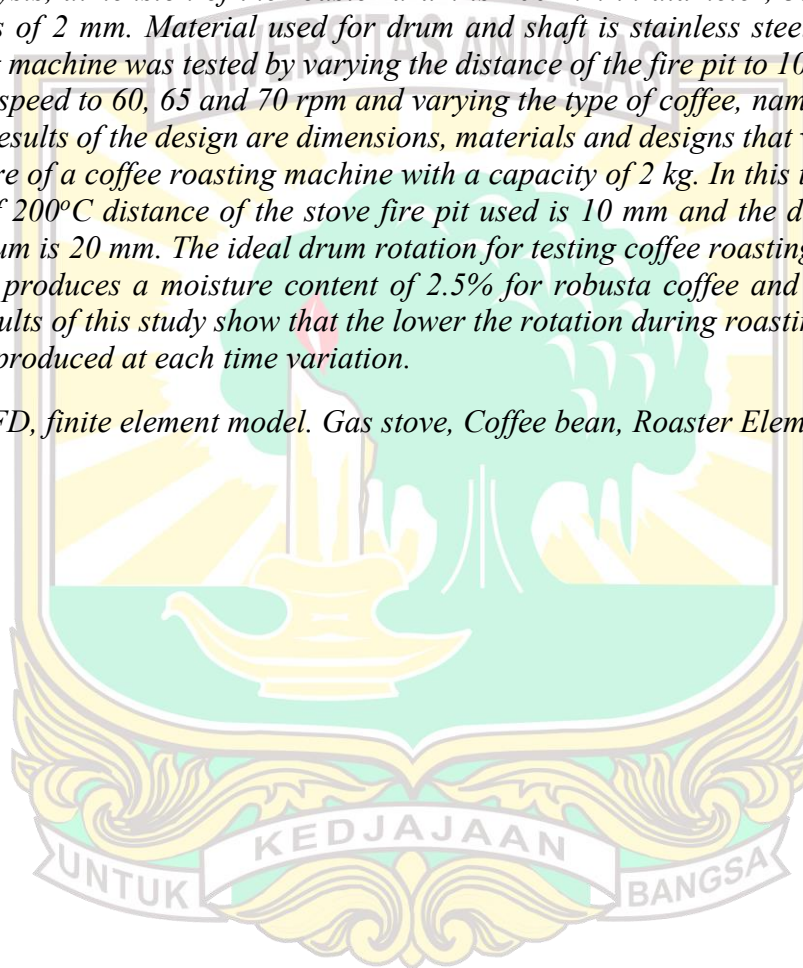 s of 2 mm. Material used for drum and shaft is stainless stee
machine was tested by varying the distance of the fire pit to 10
UNIVERSITAS ANDALAS
speed to 60, 65 and 70 rpm and varying the type of coffee, nam
esults of the design are dimensions, materials and designs that
re of a coffee roasting machine with a capacity of 2 kg. In this
f 200°C distance of the stove fire pit used is 10 mm and the d
um is 20 mm. The ideal drum rotation for testing coffee roasting
produces a moisture content of 2.5% for robusta coffee and
ults of this study show that the lower the rotation during roastin
produced at each time variation.
FD, finite element model. Gas stove, Coffee bean, Roaster Elem
UNTUK KEDJAJAAN BANGSA